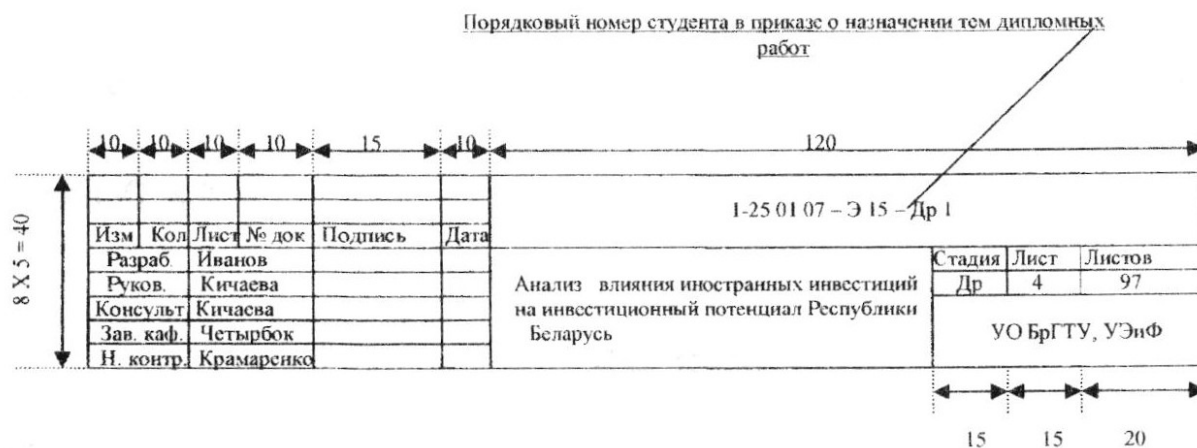 Порядковый номер студента в приказе о назначении тем дипломных
работ
10 10 10 10 15 10 120
8 X 5 = 40
1-25 01 07 – Э 15 – Др 1
Изм Кол Лист № док Подпись Дата
Разраб. Иванов
Руков. Кичаева
Консульт Кичаева
Зав. каф. Четырбок
Н. контр. Крамаренко
Анализ влияния иностранных инвестиций
на инвестиционный потенциал Республики
Беларусь
Стадия Лист Листов
Др 4 97
УО БрГТУ, УЭиФ
15 15 20